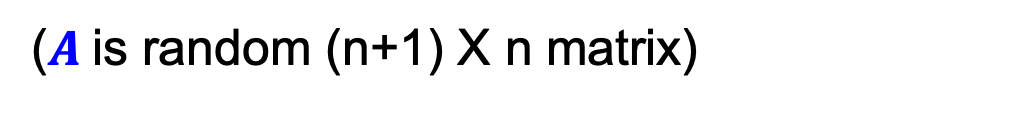 (A is random (n+1) X n matrix)